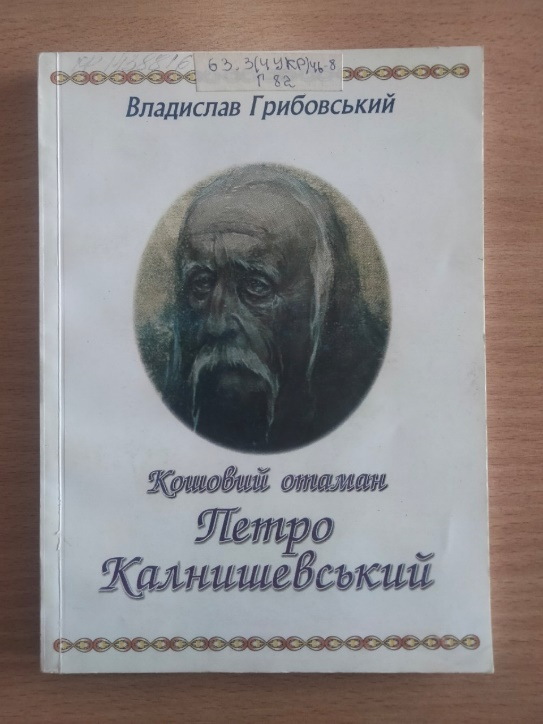 63.3(4УКР)46-8
Г 82
Владислав Грибовський
Кошовий отаман
Петро
Калнишевський